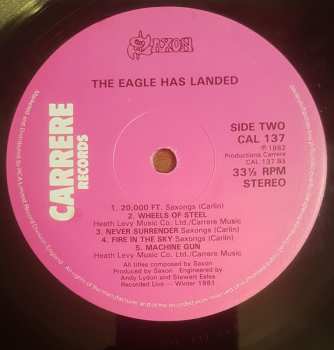 SAXON
THE EAGLE HAS LANDED
CARRERE
RECORDS
SIDE TWO
CAL 137
℗ 1982
Productions Carrere
CAL 137 B3
33⅓ RPM
STEREO
1. 20,000 FT. Saxongs (Carlin)
2. WHEELS OF STEEL
Heath Levy Music Co. Ltd./Carrere Music
3. NEVER SURRENDER Saxongs (Carlin)
4. FIRE IN THE SKY Saxongs (Carlin)
5. MACHINE GUN
Heath Levy Music Co. Ltd./Carrere Music
All titles composed by Saxon
Produced by Saxon Engineered by
Andy Lydon and Stewart Eales
Recorded Live — Winter 1981